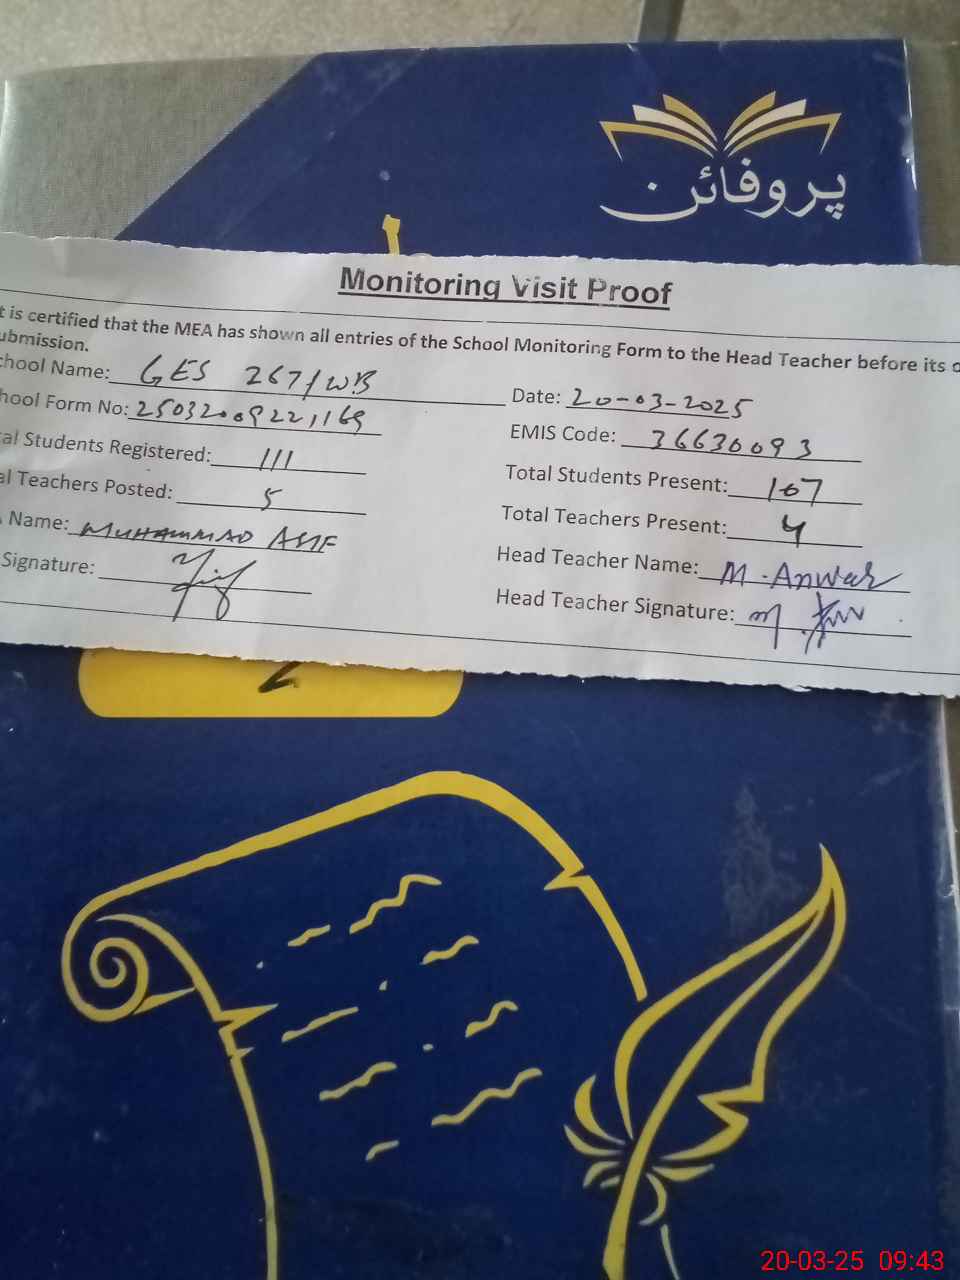 پروفائن
Monitoring Visit Proof
t is certified that the MEA has shown all entries of the School Monitoring Form to the Head Teacher before its
ubmission.
chool Name: GES 267/WB
Date: 20-03-2025
hool Form No: 25032009221169
EMIS Code: 36630093
al Students Registered: 111
Total Students Present: 107
al Teachers Posted: 5
Total Teachers Present: 4
Name: MUHAMMAD ASIF
Head Teacher Name: M. Anwar
Signature:
Head Teacher Signature:
20-03-25 09:43